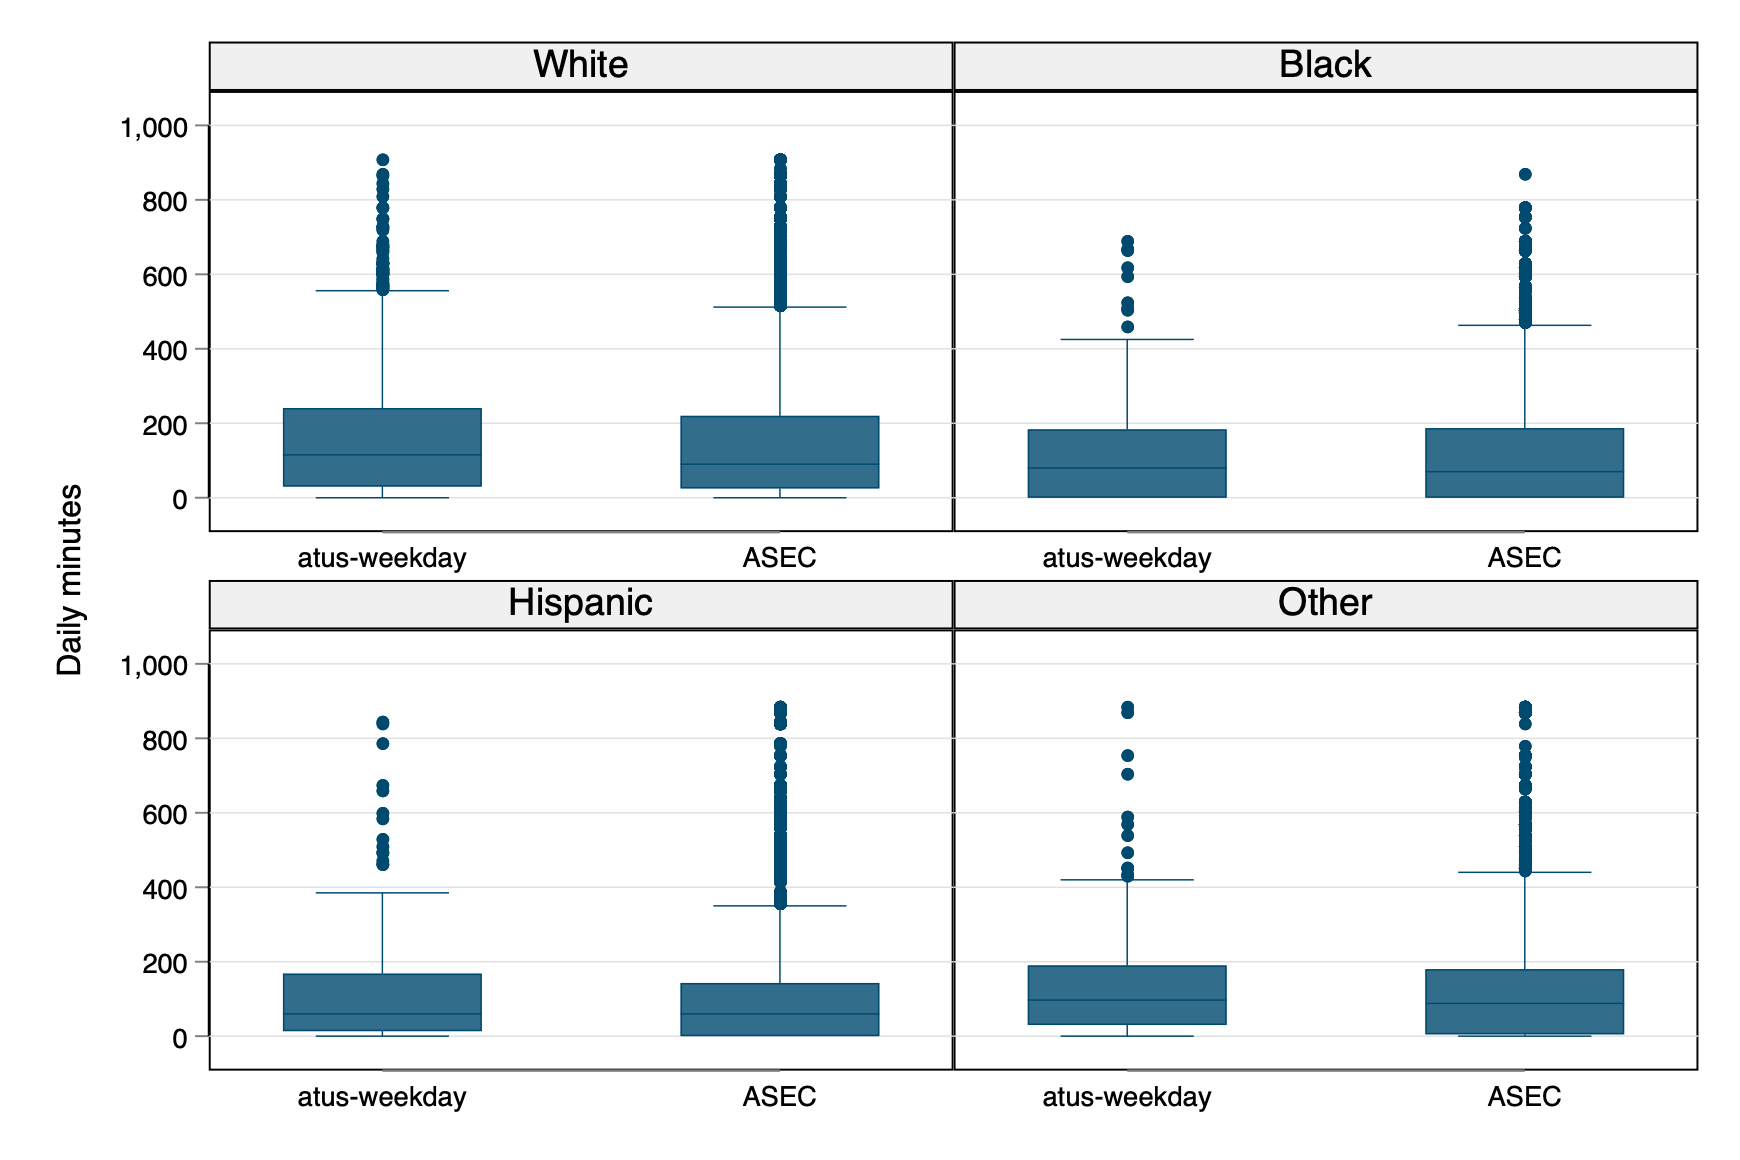 White
Black
1,000
800
600
400
200
0
atus-weekday
ASEC
atus-weekday
ASEC
Daily minutes
Hispanic
Other
1,000
800
600
400
200
0
atus-weekday
ASEC
atus-weekday
ASEC